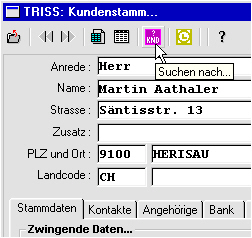 TRISS: Kundenstamm...
? KND ?
Anrede : Herr
Suchen nach...
Name : Martin Aathaler
Strasse : Säntisstr. 13
Zusatz :
PLZ und Ort : 9100 HERISAU
Landcode : CH
Stammdaten Kontakte Angehörige Bank
Zwingende Daten...